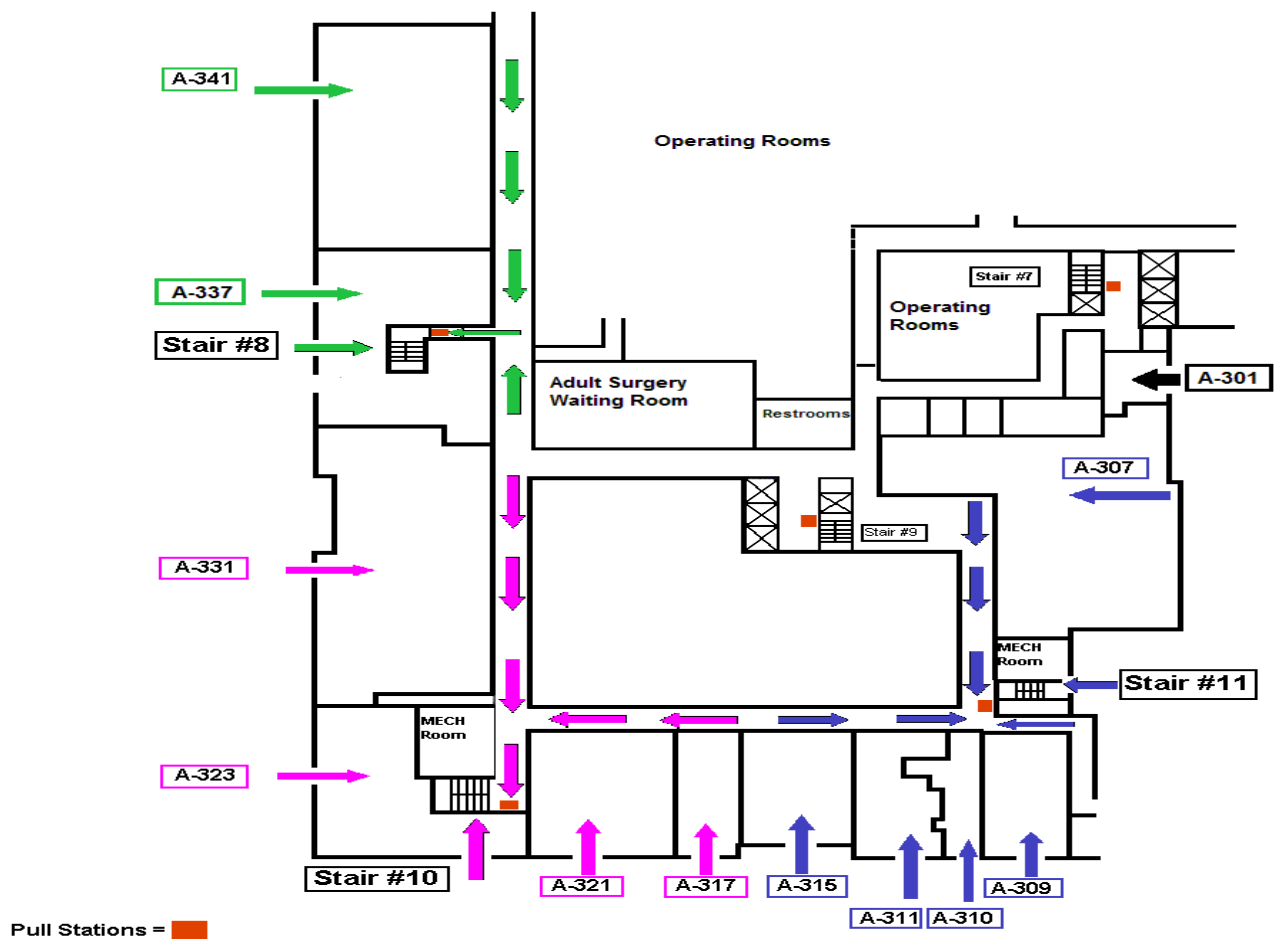 A-341
Operating Rooms
Stair #7
A-337
Operating
Rooms
Stair #8
A-301
Adult Surgery
Waiting Room
Restrooms
A-307
Stair #9
A-331
MECH
Room
Stair #11
MECH
Room
A-323
Stair #10
A-321
A-317
A-315
A-309
A-311
A-310
Pull Stations =